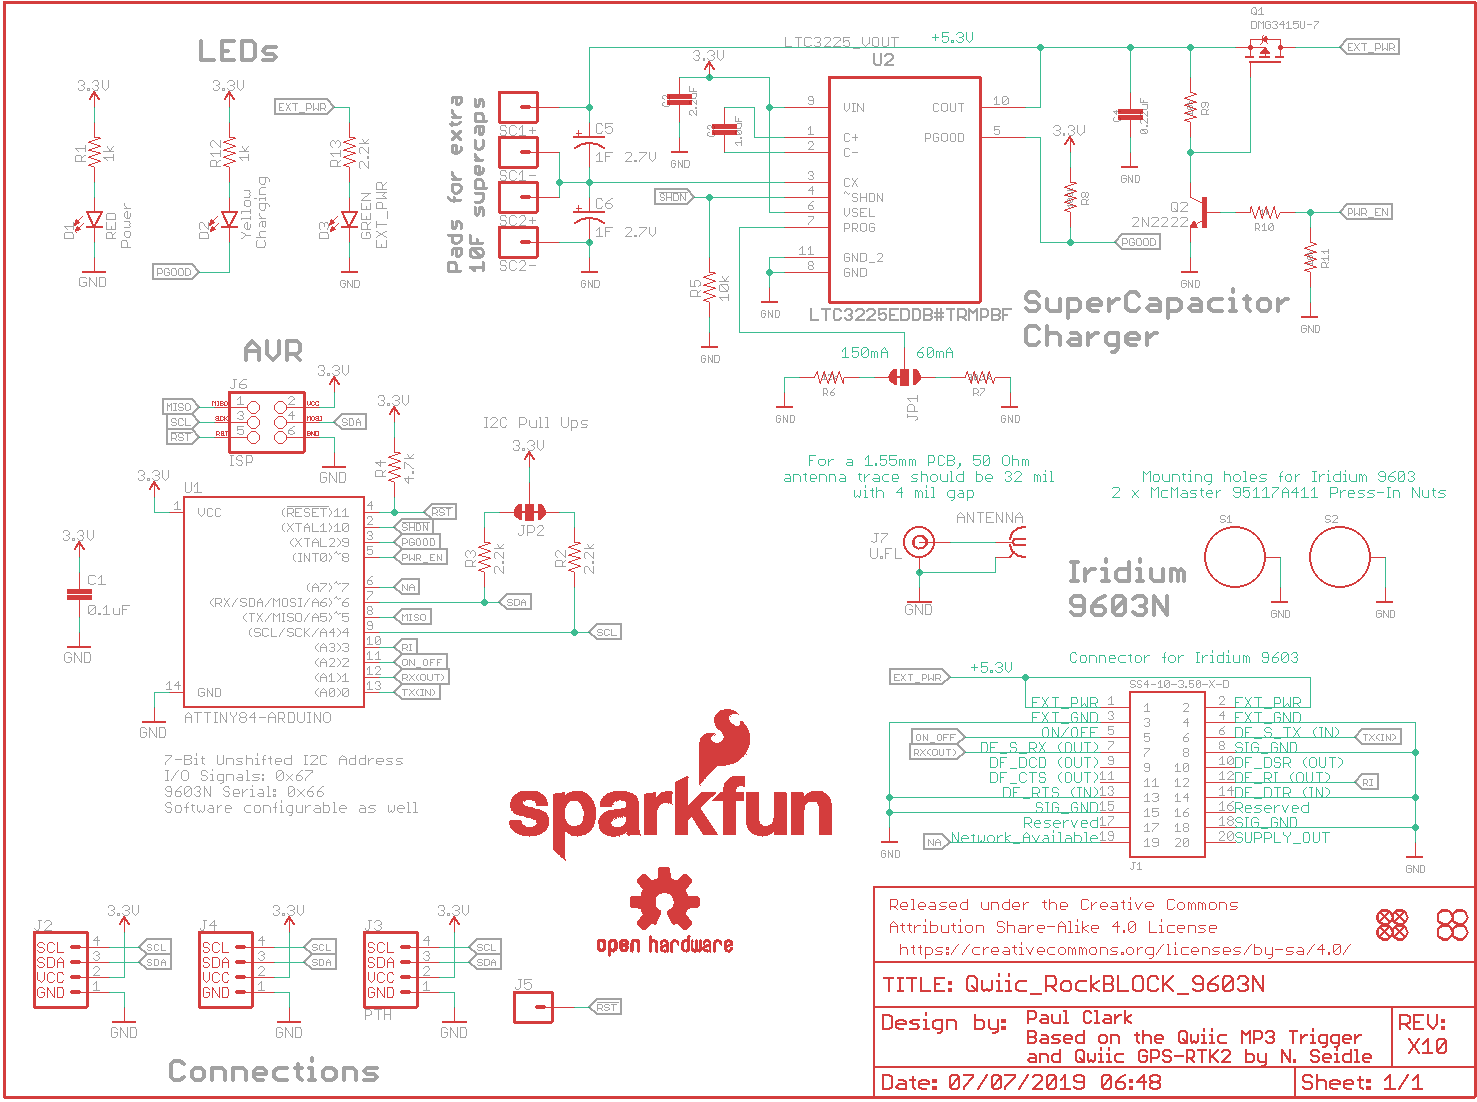 LEDs
3.3V
R1
1k
D1
RED
Power
GND
3.3V
R12
1k
D2
Yellow
Charging
PGOOD
EXT_PWR
R13
2.2k
D3
GREEN
EXT_PWR
GND
Pads for extra
10F supercaps
SC1+
SC1-
SC2+
SC2-
C5
1F 2.7V
C6
1F 2.7V
GND
LTC3225_VOUT
+5.3V
U2
3.3V
2.2uF
GND
9 VIN
1 C+
2 C-
3 CX
4 ~SHDN
6 VSEL
7 PROG
11 GND_2
8 GND
COUT 10
PGOOD 5
LTC3225EDDB#TRMPBF
SHDN
R5
10k
GND
GND
150mA 60mA
R6
JP1
R7
GND
GND
3.3V
R8
PGOOD
0.22uF
GND
R9
Q1
DMG3415U-7
EXT_PWR
Q2
2N2222
R10
PWR_EN
R11
GND
GND
SuperCapacitor
Charger
AVR
J6
3.3V
MISO
SCL
RST
MISO 1 2 VCC
SCK 3 4 MOSI
RST 5 6 GND
SDA
ISP
GND
3.3V
R4
4.7k
I2C Pull Ups
3.3V
JP2
R3
2.2k
R2
2.2k
SDA
SCL
3.3V
U1
1 VCC
14 GND
(RESET)11 4 RST
(XTAL1)10 2 SHDN
(XTAL2)9 3 PGOOD
(INT0)^8 5 PWR_EN
(A7)^7 6 NA
(RX/SDA/MOSI/A6)^6 7
(TX/MISO/A5)^5 8 MISO
(SCL/SCK/A4)4 9
(A3)3 10 RI
(A2)2 11 ON_OFF
(A1)1 12 RX(OUT)
(A0)0 13 TX(IN)
ATTINY84-ARDUINO
GND
3.3V
C1
0.1uF
GND
7-Bit Unshifted I2C Address
I/O Signals: 0x67
9603N Serial: 0x66
Software configurable as well
For a 1.55mm PCB, 50 Ohm
antenna trace should be 32 mil
with 4 mil gap
ANTENNA
J7
U.FL
GND
Mounting holes for Iridium 9603
2 x McMaster 95117A411 Press-In Nuts
S1
S2
GND
GND
Iridium
9603N
Connector for Iridium 9603
EXT_PWR
+5.3V
SS4-10-3.50-X-D
EXT_PWR 1 1 2 2 EXT_PWR
EXT_GND 3 3 4 4 EXT_GND
ON_OFF ON/OFF 5 5 6 6 DF_S_TX (IN) TX(IN)
RX(OUT) DF_S_RX (OUT) 7 7 8 8 SIG_GND
DF_DCD (OUT) 9 9 10 10 DF_DSR (OUT)
DF_CTS (OUT) 11 11 12 12 DF_RI (OUT) RI
DF_RTS (IN) 13 13 14 14 DF_DTR (IN)
SIG_GND 15 15 16 16 Reserved
Reserved 17 17 18 18 SIG_GND
NA Network_Available 19 19 20 20 SUPPLY_OUT
J1
GND
GND
sparkfun
open hardware
J2
3.3V
SCL 4 SCL
SDA 3 SDA
VCC 2
GND 1
GND
J4
3.3V
SCL 4 SCL
SDA 3 SDA
VCC 2
GND 1
GND
J3
3.3V
SCL 4 SCL
SDA 3 SDA
VCC 2
GND 1
PTH
GND
J5
RST
Connections
Released under the Creative Commons
Attribution Share-Alike 4.0 License
https://creativecommons.org/licenses/by-sa/4.0/
TITLE: Qwiic_RockBLOCK_9603N
Design by: Paul Clark
Based on the Qwiic MP3 Trigger
and Qwiic GPS-RTK2 by N. Seidle
REV:
X10
Date: 07/07/2019 06:48
Sheet: 1/1